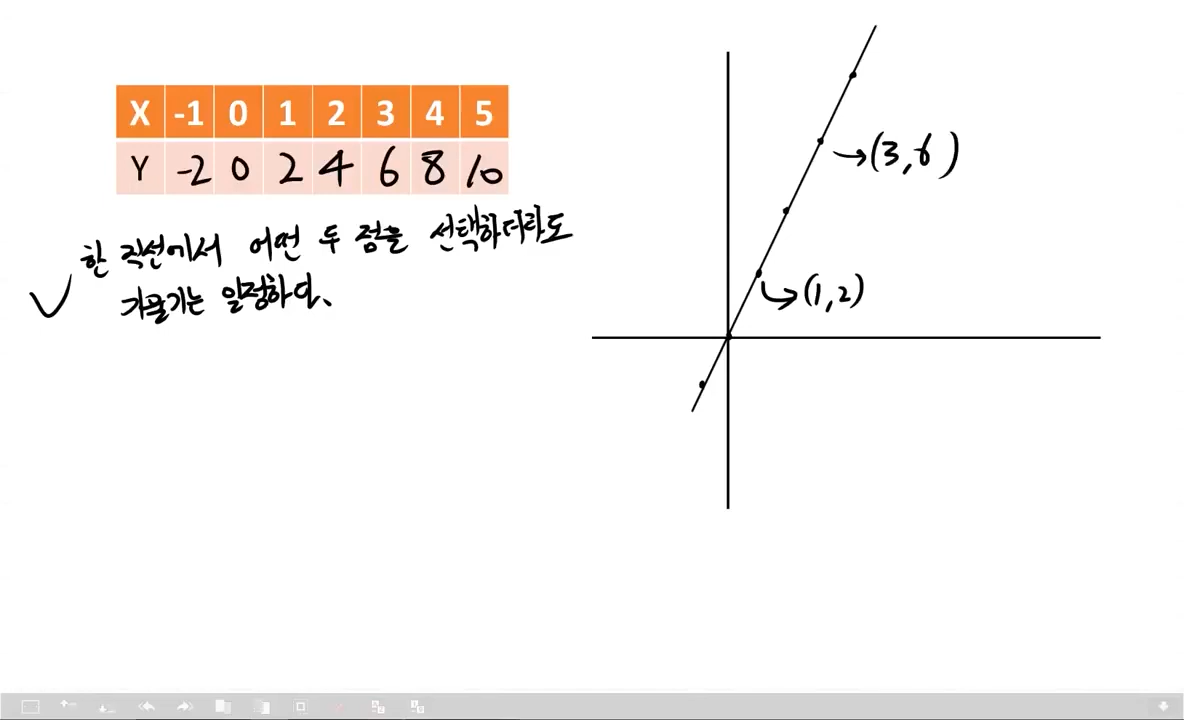 X -1 0 1 2 3 4 5
Y -2 0 2 4 6 8 10
한 직선에서 어떤 두 점을 선택하더라도
기울기는 일정하다.
→(3,6)
→(1,2)